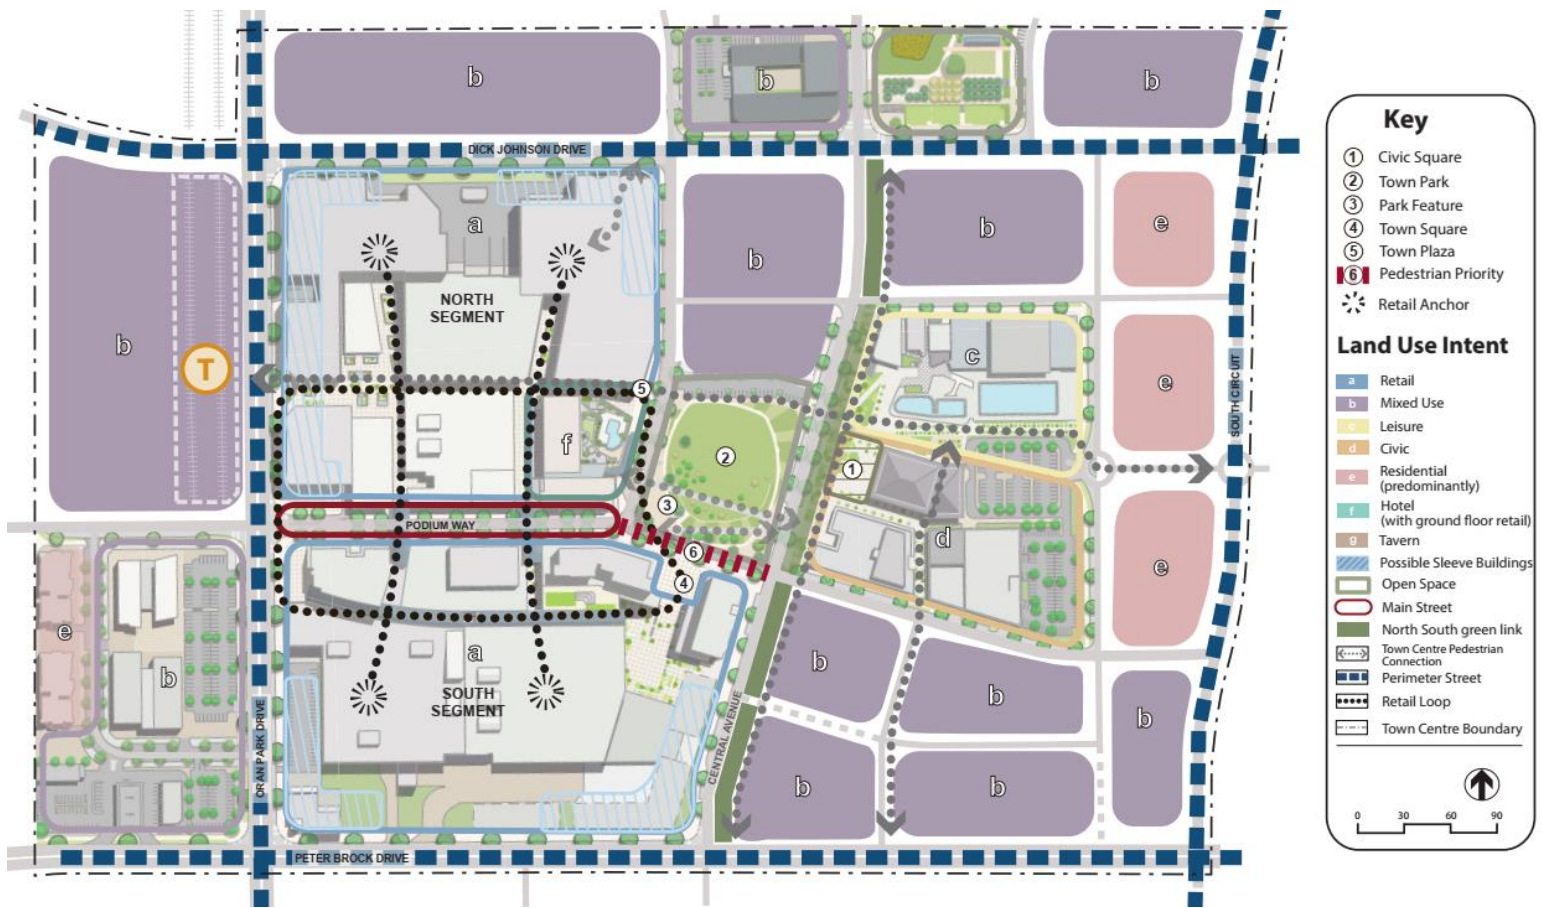 b
b
b
DICK JOHNSON DRIVE
a
b
b
e
b
T
NORTH
SEGMENT
c
e
SOUTH CIRCUIT
5
f
2
1
3
PODIUM WAY
6
4
d
e
e
b
a
SOUTH
SEGMENT
b
b
b
b
b
ORAN PARK DRIVE
CENTRAL AVENUE
PETER BROCK DRIVE
Key
1 Civic Square
2 Town Park
3 Park Feature
4 Town Square
5 Town Plaza
6 Pedestrian Priority
Retail Anchor
Land Use Intent
a Retail
b Mixed Use
c Leisure
d Civic
e Residential
(predominantly)
f Hotel
(with ground floor retail)
g Tavern
Possible Sleeve Buildings
Open Space
Main Street
North South green link
Town Centre Pedestrian
Connection
Perimeter Street
Retail Loop
Town Centre Boundary
0 30 60 90